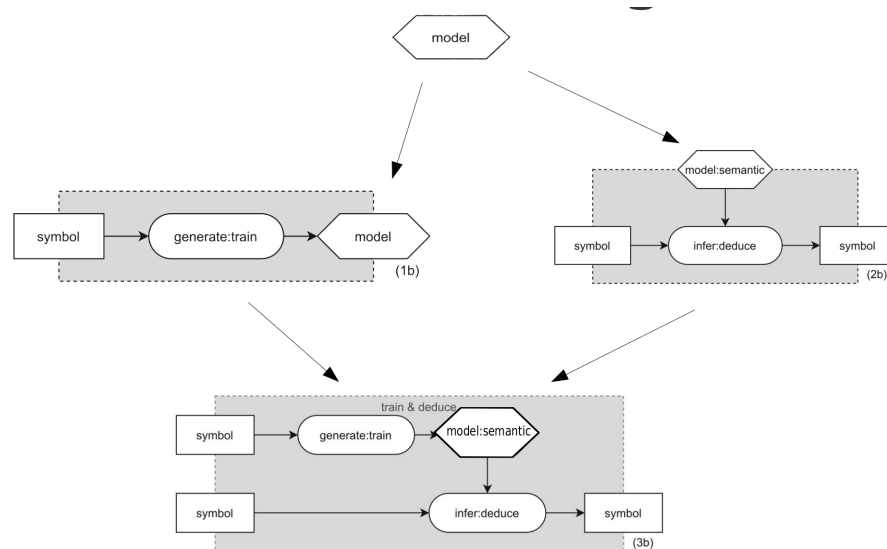 model
model:semantic
symbol
generate:train
model
(1b)
symbol
infer:deduce
symbol
(2b)
train & deduce
symbol
generate:train
model:semantic
symbol
infer:deduce
symbol
(3b)